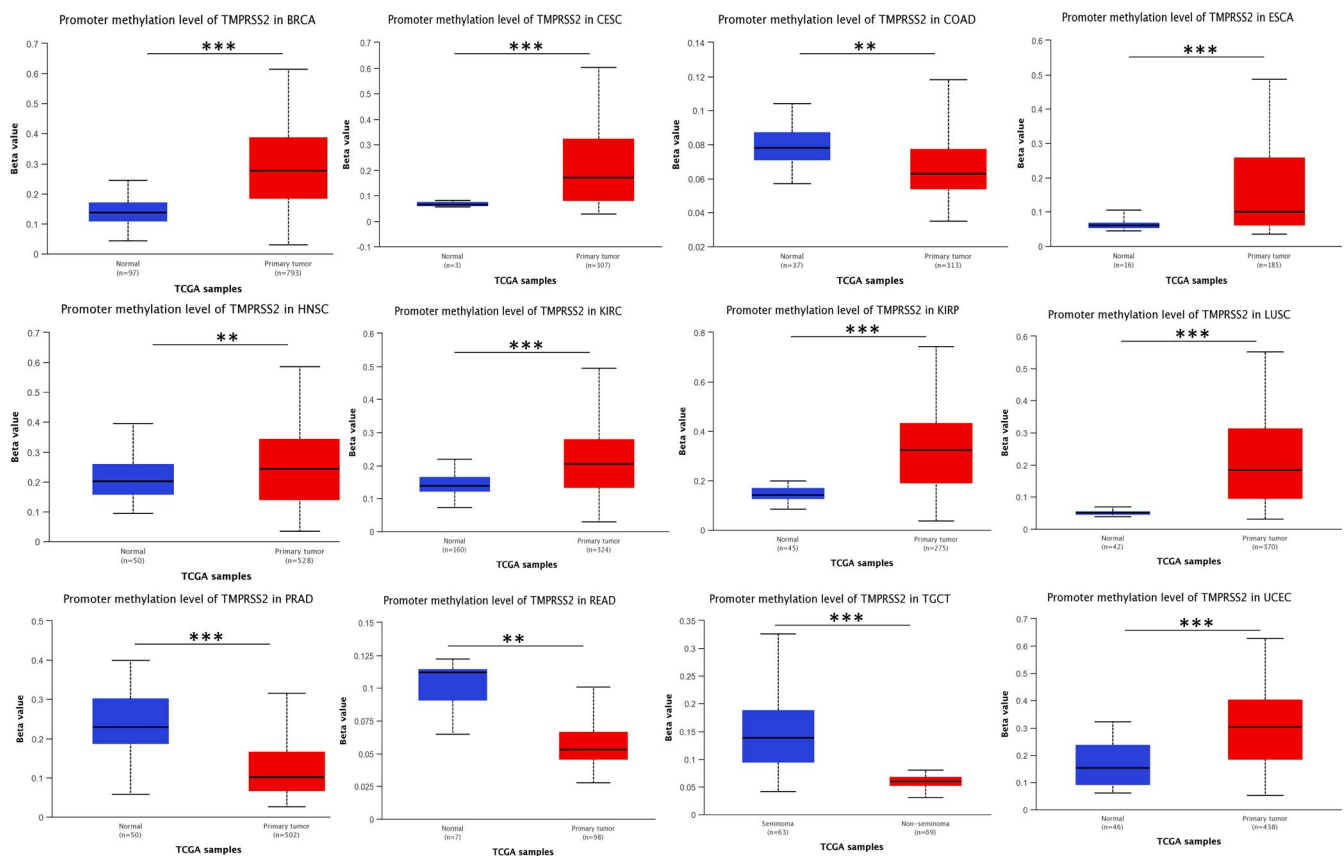 Promoter methylation level of TMPRSS2 in BRCA
0.7
0.6
0.5
0.4
0.3
0.2
0.1
0
Beta value
***
Normal
(n=97)
Primary tumor
(n=793)
TCGA samples
Promoter methylation level of TMPRSS2 in CESC
0.7
0.6
0.5
0.4
0.3
0.2
0.1
0
-0.1
Beta value
***
Normal
(n=3)
Primary tumor
(n=307)
TCGA samples
Promoter methylation level of TMPRSS2 in COAD
0.14
0.12
0.1
0.08
0.06
0.04
0.02
Beta value
**
Normal
(n=37)
Primary tumor
(n=313)
TCGA samples
Promoter methylation level of TMPRSS2 in ESCA
0.6
0.5
0.4
0.3
0.2
0.1
0
Beta value
***
Normal
(n=16)
Primary tumor
(n=185)
TCGA samples
Promoter methylation level of TMPRSS2 in HNSC
0.7
0.6
0.5
0.4
0.3
0.2
0.1
0
Beta value
**
Normal
(n=50)
Primary tumor
(n=528)
TCGA samples
Promoter methylation level of TMPRSS2 in KIRC
0.6
0.5
0.4
0.3
0.2
0.1
0
Beta value
***
Normal
(n=160)
Primary tumor
(n=324)
TCGA samples
Promoter methylation level of TMPRSS2 in KIRP
0.8
0.6
0.4
0.2
0
Beta value
***
Normal
(n=45)
Primary tumor
(n=275)
TCGA samples
Promoter methylation level of TMPRSS2 in LUSC
0.6
0.5
0.4
0.3
0.2
0.1
0
Beta value
***
Normal
(n=42)
Primary tumor
(n=370)
TCGA samples
Promoter methylation level of TMPRSS2 in PRAD
0.5
0.4
0.3
0.2
0.1
0
Beta value
***
Normal
(n=50)
Primary tumor
(n=502)
TCGA samples
Promoter methylation level of TMPRSS2 in READ
0.15
0.125
0.1
0.075
0.05
0.025
0
Beta value
**
Normal
(n=7)
Primary tumor
(n=98)
TCGA samples
Promoter methylation level of TMPRSS2 in TGCT
0.35
0.3
0.25
0.2
0.15
0.1
0.05
0
Beta value
***
Seminoma
(n=63)
Non-seminoma
(n=69)
TCGA samples
Promoter methylation level of TMPRSS2 in UCEC
0.7
0.6
0.5
0.4
0.3
0.2
0.1
0
Beta value
***
Normal
(n=46)
Primary tumor
(n=438)
TCGA samples